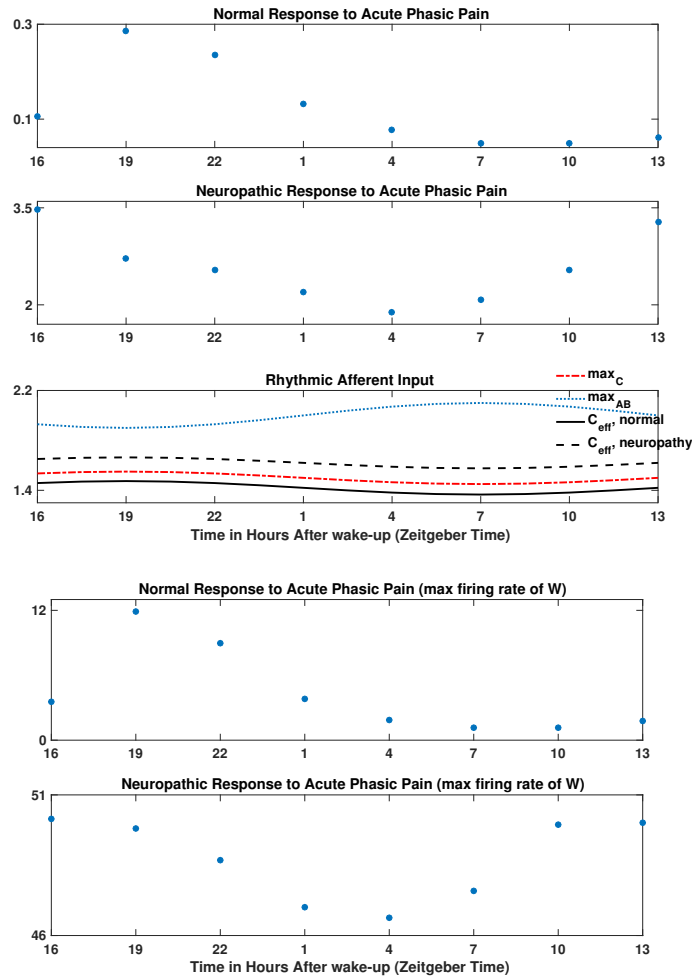 Normal Response to Acute Phasic Pain
0.3
0.1
16 19 22 1 4 7 10 13
Neuropathic Response to Acute Phasic Pain
3.5
2
16 19 22 1 4 7 10 13
Rhythmic Afferent Input
2.2
1.4
max_C
max_AB
C_eff, normal
C_eff, neuropathy
16 19 22 1 4 7 10 13
Time in Hours After wake-up (Zeitgeber Time)
Normal Response to Acute Phasic Pain (max firing rate of W)
12
0
16 19 22 1 4 7 10 13
Neuropathic Response to Acute Phasic Pain (max firing rate of W)
51
46
16 19 22 1 4 7 10 13
Time in Hours After wake-up (Zeitgeber Time)